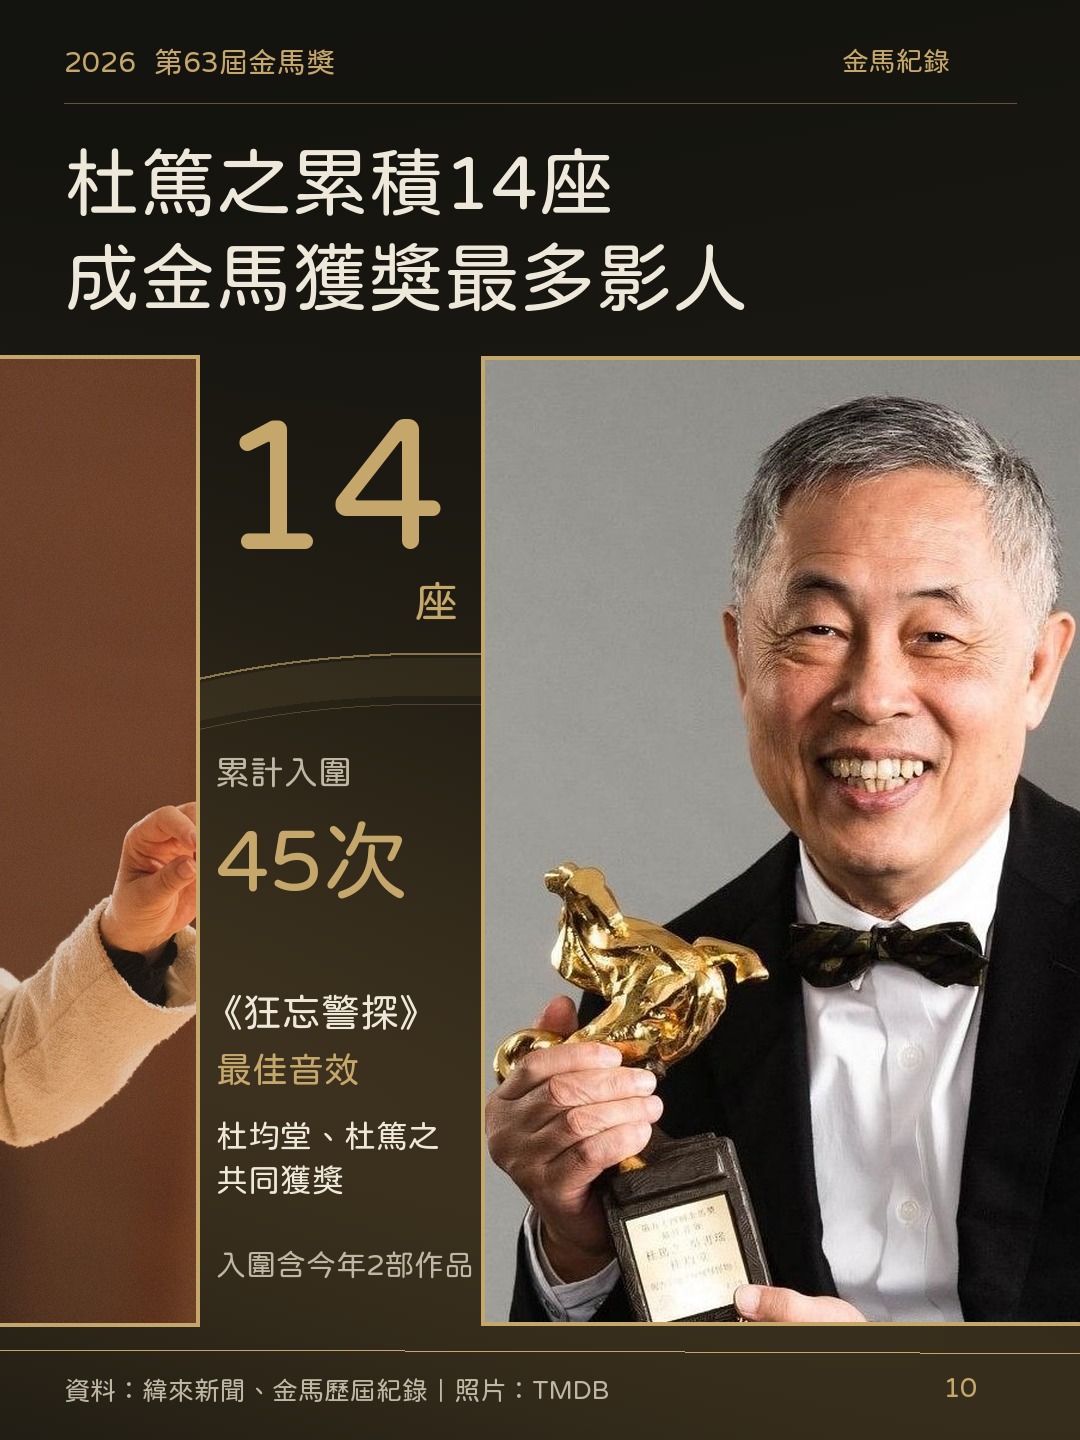 2026 第63屆金馬獎
金馬紀錄
杜篤之累積14座
成金馬獲獎最多影人
14
座
累計入圍
45次
《狂忘警探》
最佳音效
杜均堂、杜篤之
共同獲獎
入圍含今年2部作品
資料：緯來新聞、金馬歷屆紀錄｜照片：TMDB
10